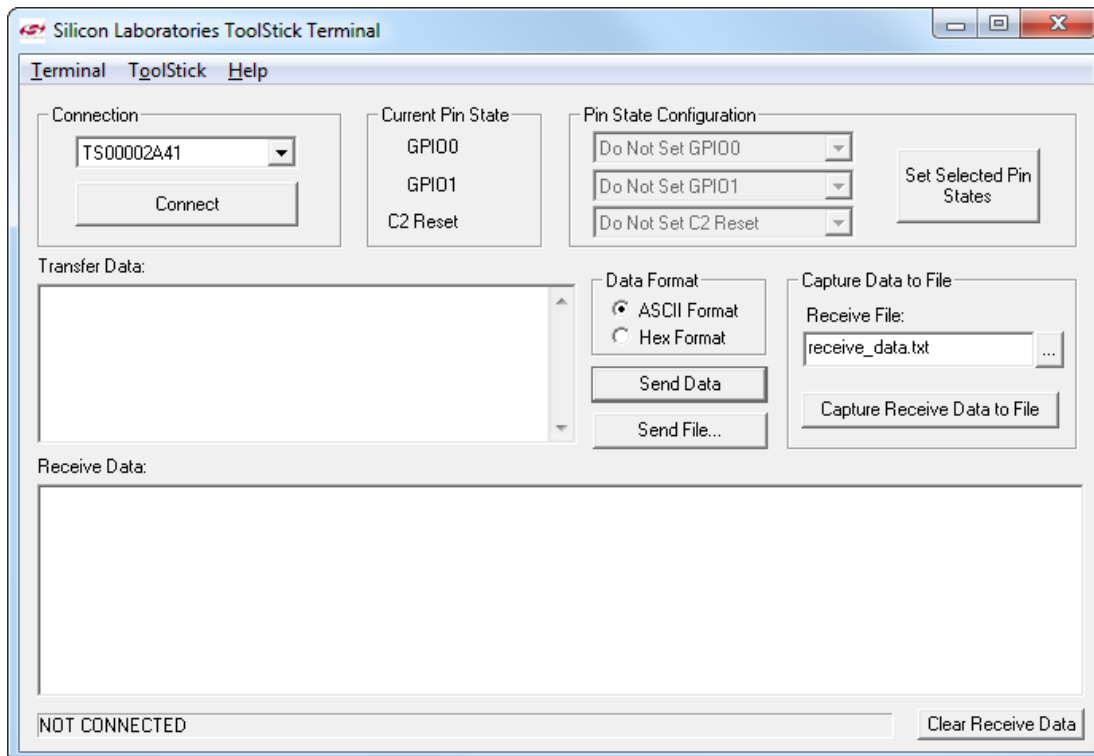 Silicon Laboratories ToolStick Terminal
Terminal ToolStick Help
Connection
TS00002A41
Connect
Current Pin State
GPIO0
GPIO1
C2 Reset
Pin State Configuration
Do Not Set GPIO0
Do Not Set GPIO1
Do Not Set C2 Reset
Set Selected Pin
States
Transfer Data:
Data Format
ASCII Format
Hex Format
Send Data
Send File...
Capture Data to File
Receive File:
receive_data.txt
...
Capture Receive Data to File
Receive Data:
NOT CONNECTED
Clear Receive Data